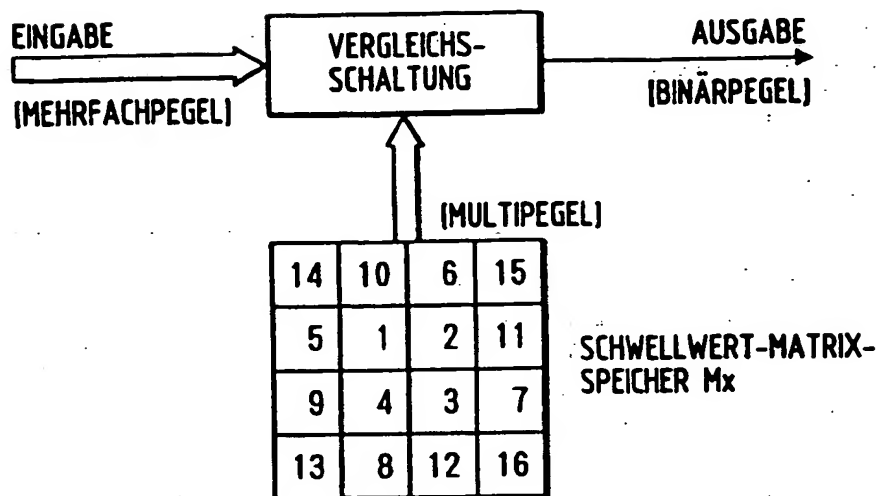 EINGABE
[MEHRFACHPEGEL]
VERGLEICHS-
SCHALTUNG
AUSGABE
[BINÄRPEGEL]
[MULTIPEGEL]
14 10 6 15
5 1 2 11
9 4 3 7
13 8 12 16
SCHWELLWERT-MATRIX-
SPEICHER Mx